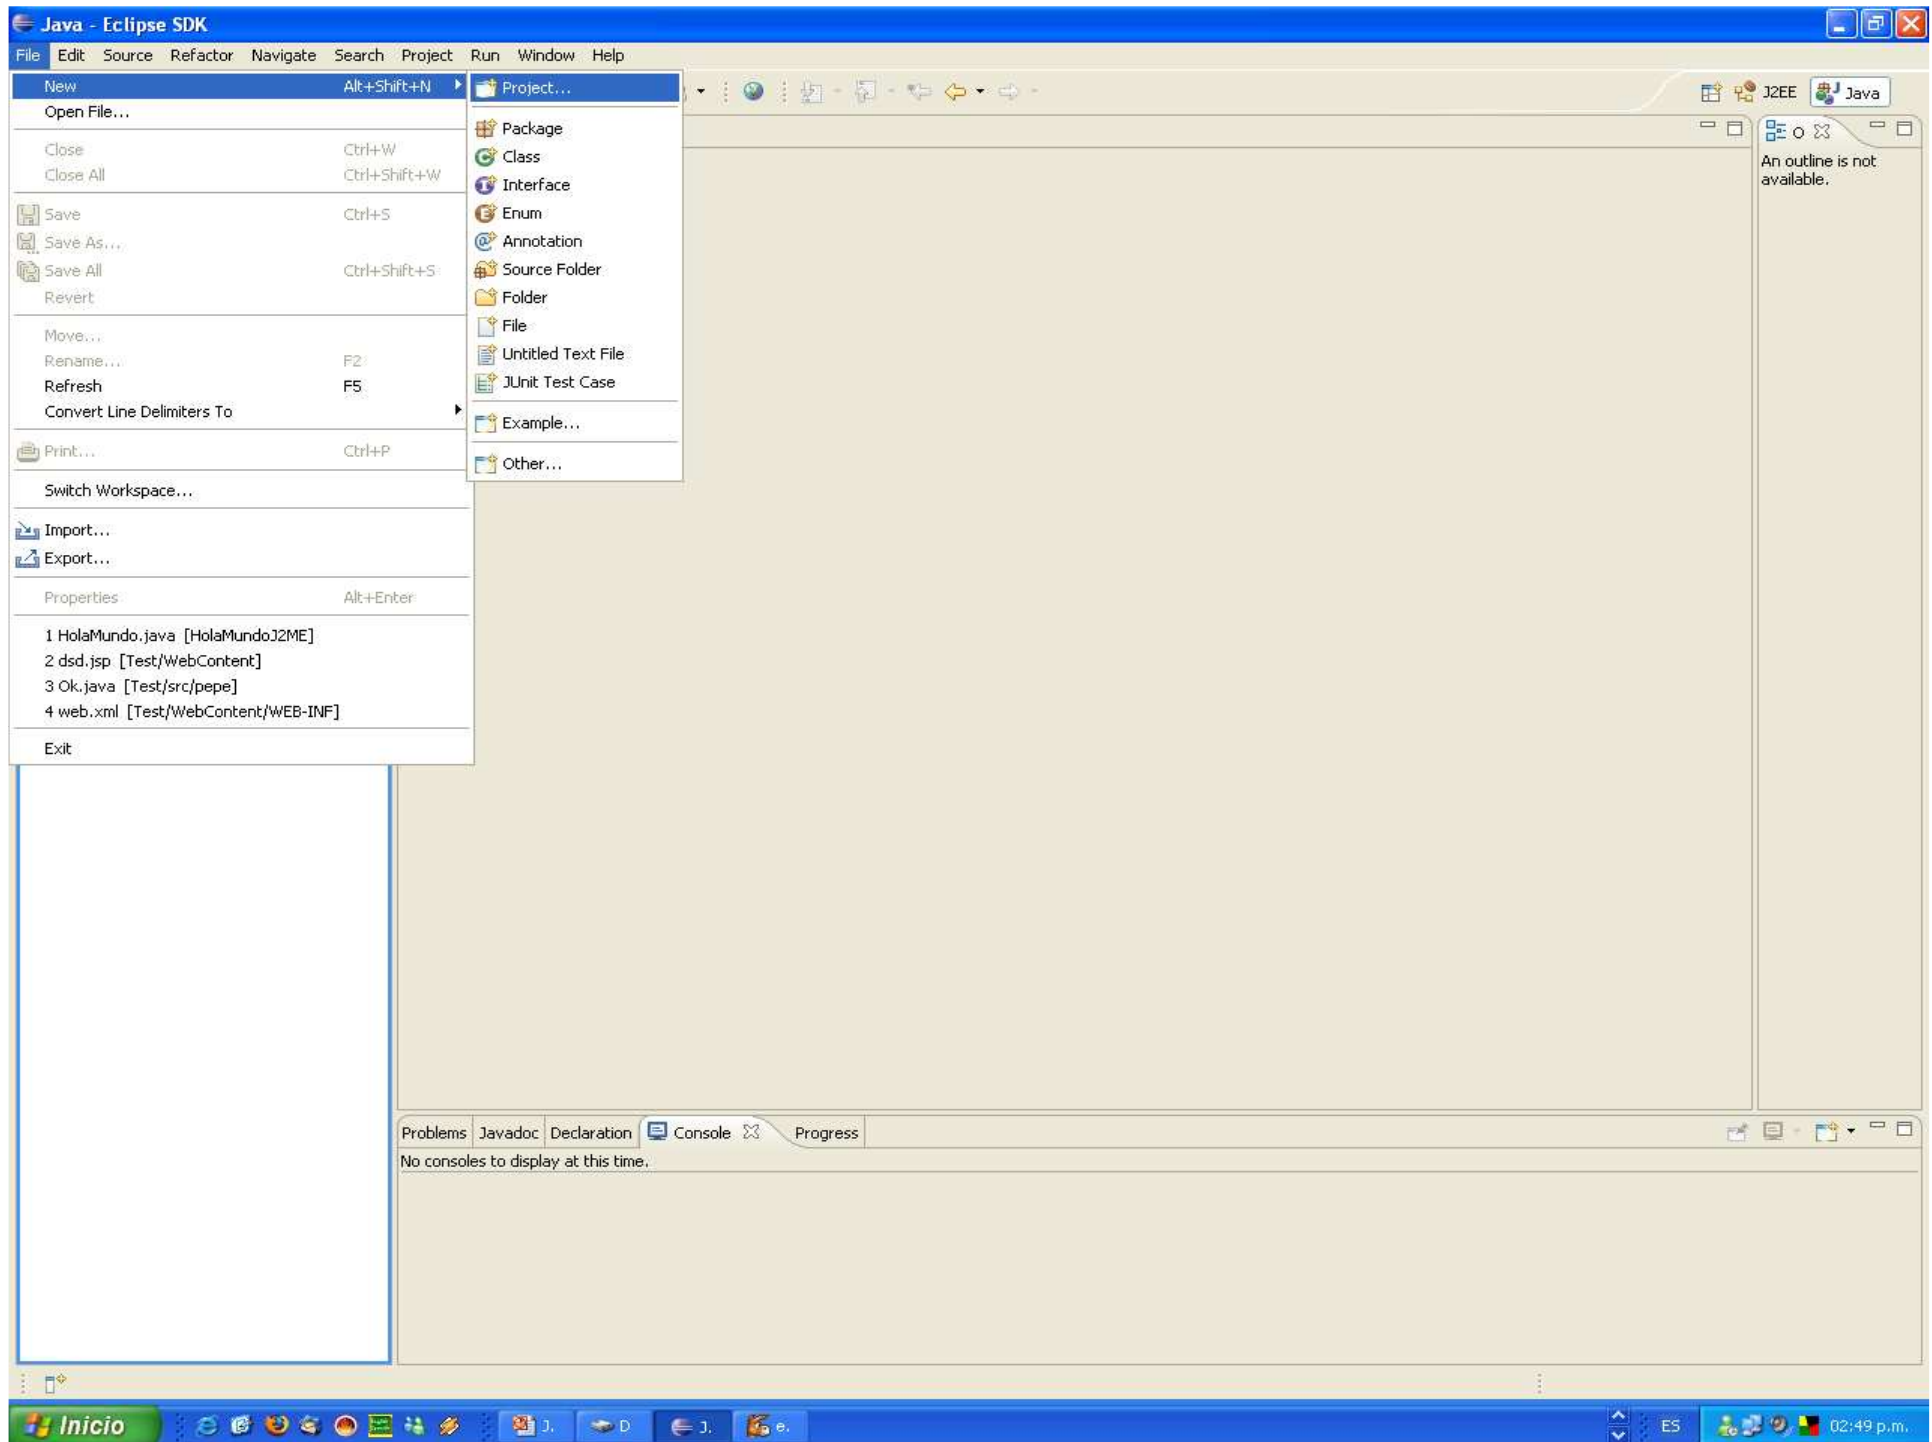 Java - Eclipse SDK
File Edit Source Refactor Navigate Search Project Run Window Help
New Alt+Shift+N
Open File...
Close Ctrl+W
Close All Ctrl+Shift+W
Save Ctrl+S
Save As...
Save All Ctrl+Shift+S
Revert
Move...
Rename... F2
Refresh F5
Convert Line Delimiters To
Print... Ctrl+P
Switch Workspace...
Import...
Export...
Properties Alt+Enter
1 HolaMundo.java [HolaMundoJ2ME]
2 dsd.jsp [Test/WebContent]
3 Ok.java [Test/src/pepe]
4 web.xml [Test/WebContent/WEB-INF]
Exit
Project...
Package
Class
Interface
Enum
Annotation
Source Folder
Folder
File
Untitled Text File
JUnit Test Case
Example...
Other...
J2EE Java
O
An outline is not
available.
Problems Javadoc Declaration Console Progress
No consoles to display at this time.
Inicio J. D J. e. ES 02:49 p.m.